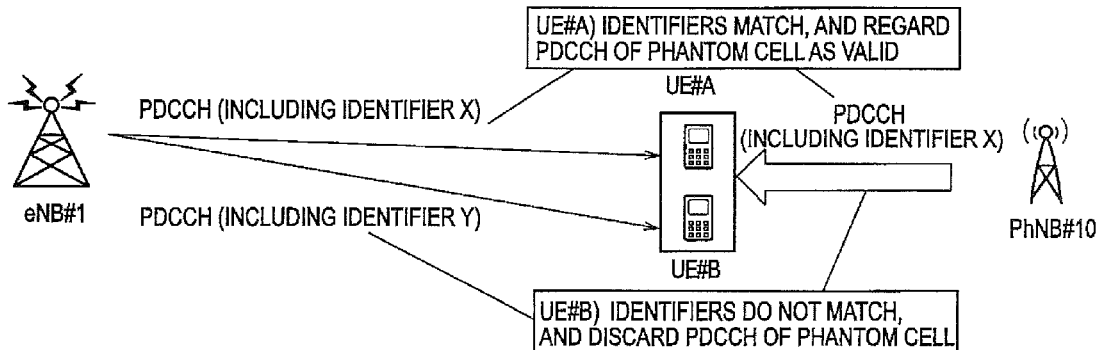 UE#A) IDENTIFIERS MATCH, AND REGARD
PDCCH OF PHANTOM CELL AS VALID
UE#A
PDCCH (INCLUDING IDENTIFIER X)
PDCCH
(INCLUDING IDENTIFIER X)
eNB#1
PDCCH (INCLUDING IDENTIFIER Y)
PhNB#10
UE#B
UE#B) IDENTIFIERS DO NOT MATCH,
AND DISCARD PDCCH OF PHANTOM CELL